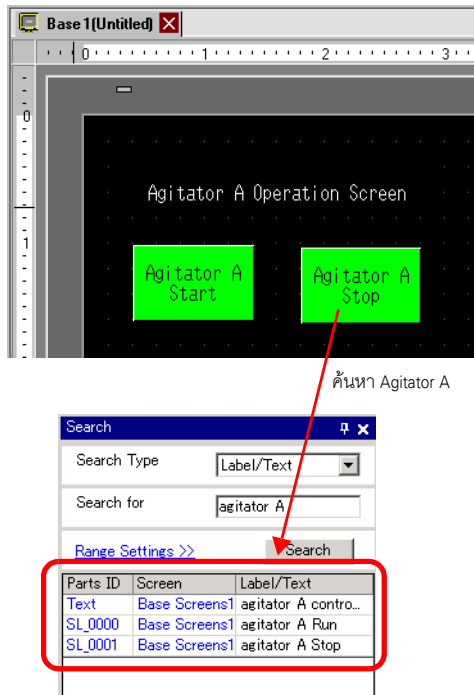 Base 1(Untitled)
0 1 2 3
0
1
Agitator A Operation Screen
Agitator A
Start
Agitator A
Stop
ค้นหา Agitator A
Search
Search Type
Label/Text
Search for
agitator A
Range Settings >>
Search
Parts ID Screen Label/Text
Text Base Screens1 agitator A contro...
SL_0000 Base Screens1 agitator A Run
SL_0001 Base Screens1 agitator A Stop